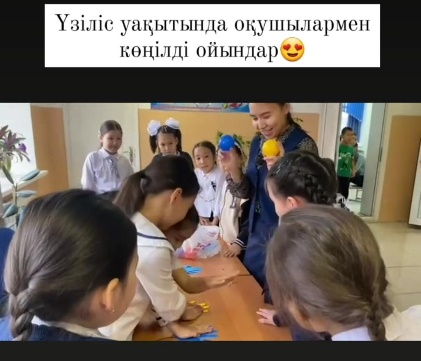 Үзіліс уақытында оқушылармен
көңілді ойындар😍